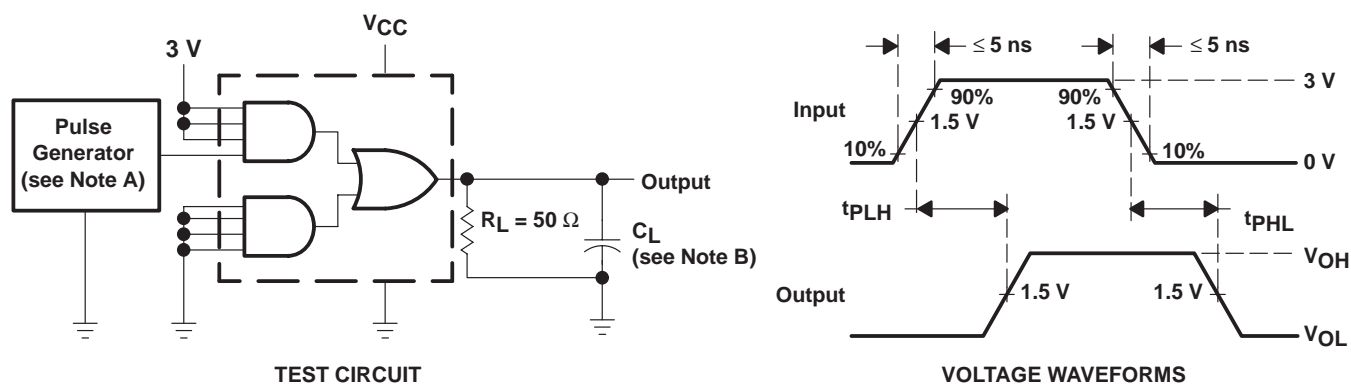 VCC
3 V
Pulse
Generator
(see Note A)
Output
RL = 50 Ω
CL
(see Note B)
TEST CIRCUIT
≤ 5 ns
≤ 5 ns
3 V
90%
90%
Input
1.5 V
1.5 V
10%
10%
0 V
tPLH
tPHL
VOH
Output
1.5 V
1.5 V
VOL
VOLTAGE WAVEFORMS